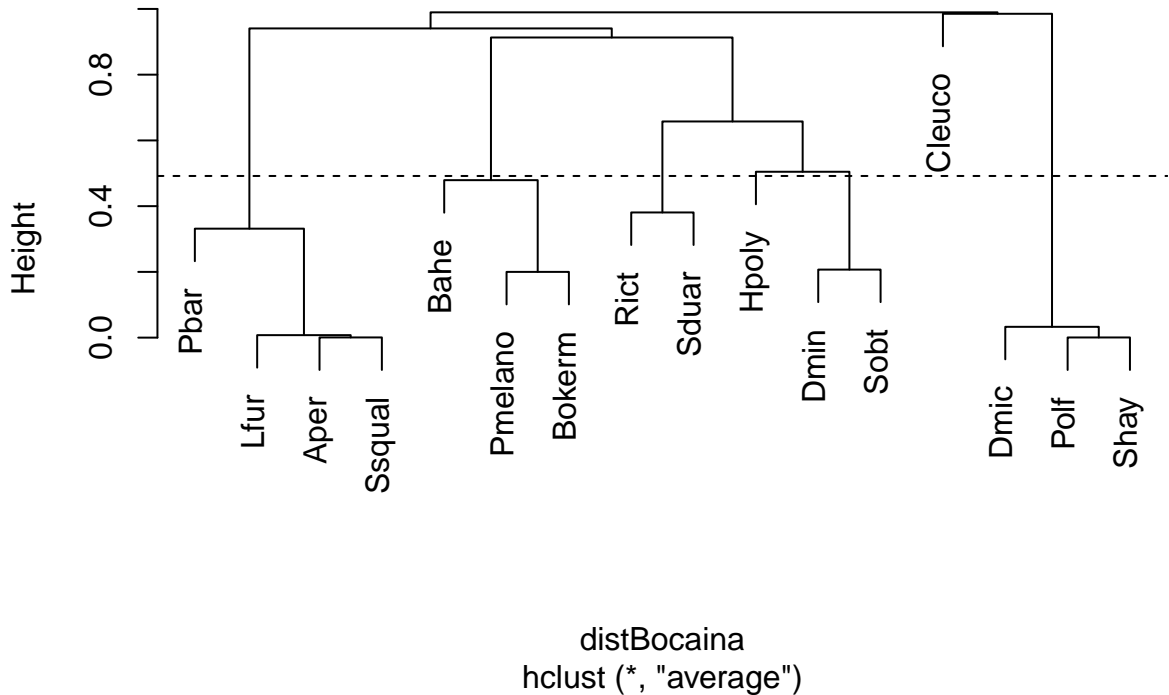 Height
0.8
0.4
0.0
Pbar
Lfur
Aper
Ssqual
Bahe
Pmelano
Bokerm
Rict
Sduar
Hpoly
Dmin
Sobt
Cleuco
Dmic
Polf
Shay
distBocaina
hclust (*, "average")